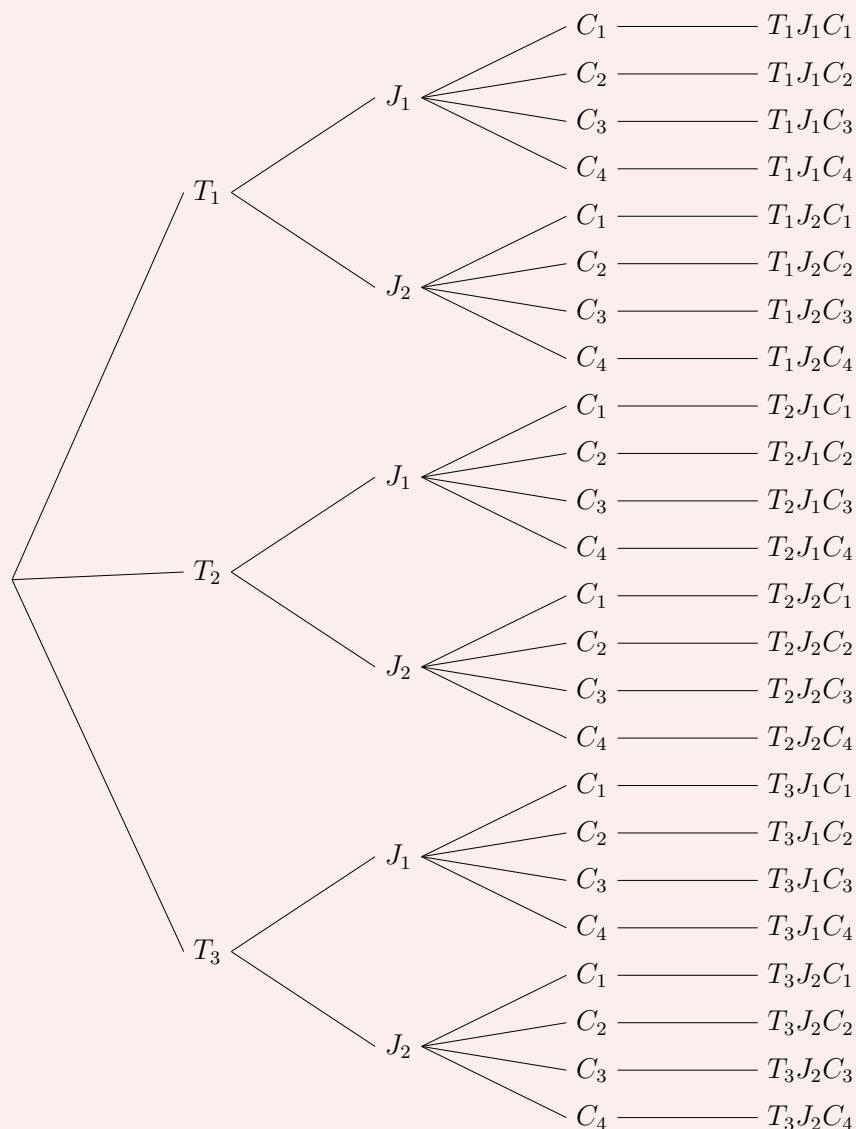 C₁ T₁J₁C₁
C₂ T₁J₁C₂
J₁
C₃ T₁J₁C₃
C₄ T₁J₁C₄
T₁
C₁ T₁J₂C₁
C₂ T₁J₂C₂
J₂
C₃ T₁J₂C₃
C₄ T₁J₂C₄
C₁ T₂J₁C₁
C₂ T₂J₁C₂
J₁
C₃ T₂J₁C₃
C₄ T₂J₁C₄
T₂
C₁ T₂J₂C₁
C₂ T₂J₂C₂
J₂
C₃ T₂J₂C₃
C₄ T₂J₂C₄
C₁ T₃J₁C₁
C₂ T₃J₁C₂
J₁
C₃ T₃J₁C₃
C₄ T₃J₁C₄
T₃
C₁ T₃J₂C₁
C₂ T₃J₂C₂
J₂
C₃ T₃J₂C₃
C₄ T₃J₂C₄